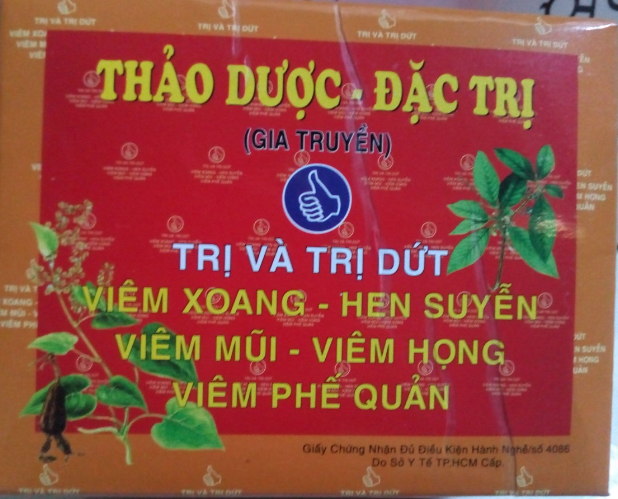 THẢO DƯỢC - ĐẶC TRỊ
(GIA TRUYỀN)
TRỊ VÀ TRỊ DỨT
VIÊM XOANG - HEN SUYỄN
VIÊM MŨI - VIÊM HỌNG
VIÊM PHẾ QUẢN
Giấy Chứng Nhận Đủ Điều Kiện Hành Nghề/số 4086
Do Sở Y Tế TP.HCM Cấp.